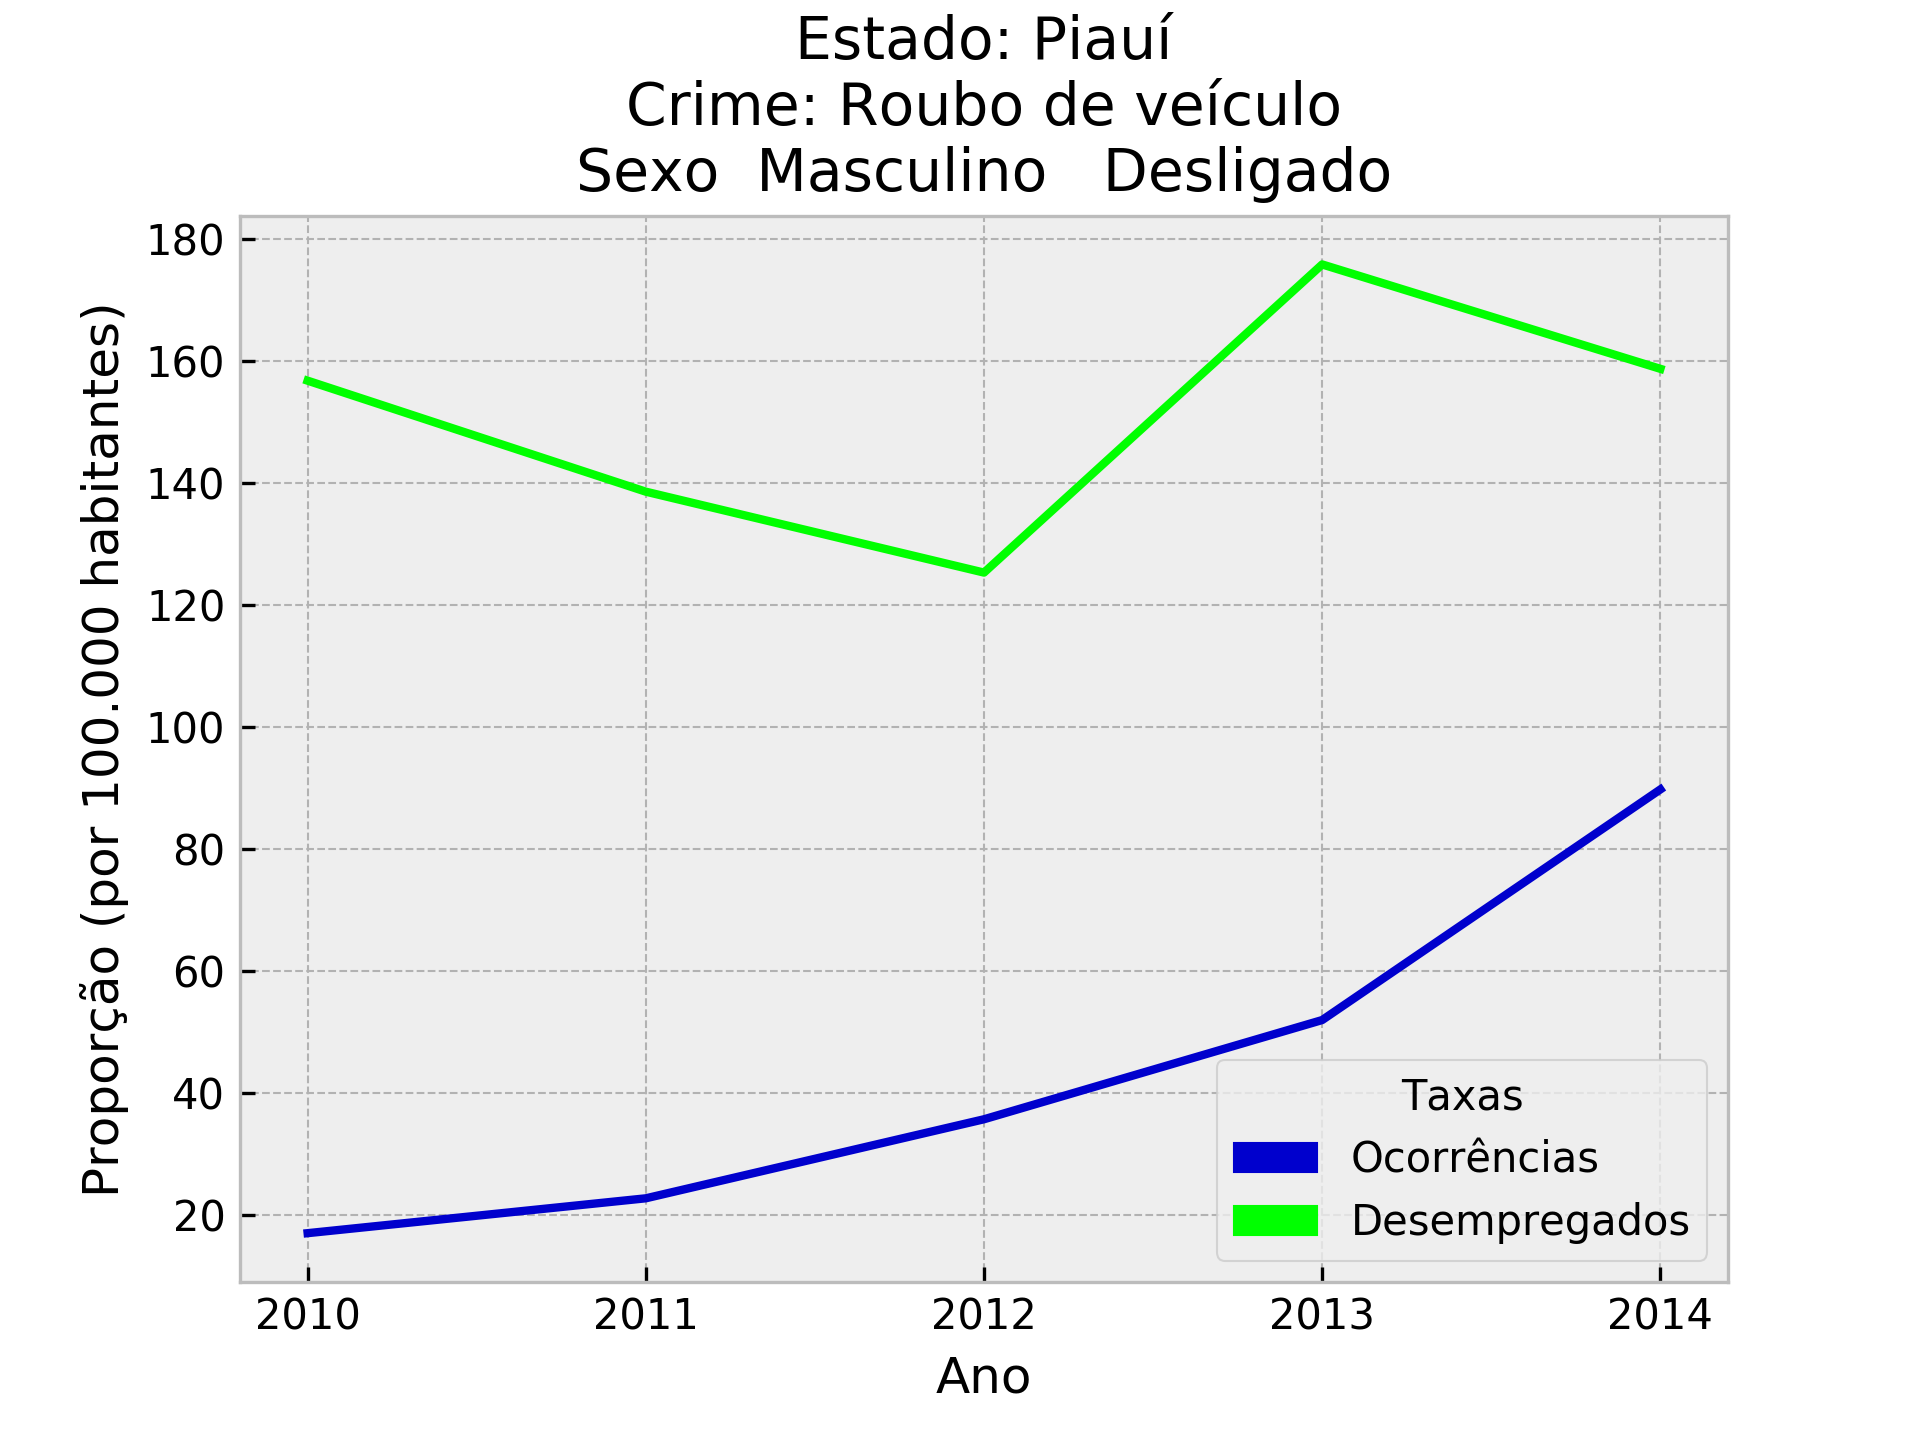 Estado: Piauí
Crime: Roubo de veículo
Sexo  Masculino   Desligado
Proporção (por 100.000 habitantes)
180
160
140
120
100
80
60
40
20
Taxas
Ocorrências
Desempregados
2010 2011 2012 2013 2014
Ano